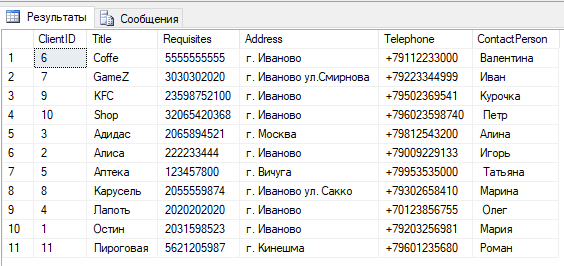 Результаты Сообщения
ClientID Title Requisites Address Telephone ContactPerson
1 6 Coffe 5555555555 г. Иваново +79112233000 Валентина
2 7 GameZ 3030302020 г. Иваново ул.Смирнова +79223344999 Иван
3 9 KFC 23598752100 г. Иваново +79502369541 Курочка
4 10 Shop 32065420368 г. Иваново +796023598740 Петр
5 3 Адидас 2065894521 г. Москва +79812543200 Алина
6 2 Алиса 222233444 г. Иваново +79009229133 Игорь
7 5 Аптека 123457800 г. Вичуга +79953535000 Татьяна
8 8 Карусель 2055559874 г. Иваново ул. Сакко +79302658410 Марина
9 4 Лапоть 2020202020 г. Иваново +70123856755 Олег
10 1 Остин 2031598523 г. Иваново +79203256981 Мария
11 11 Пироговая 5621205987 г. Кинешма +79601235680 Роман